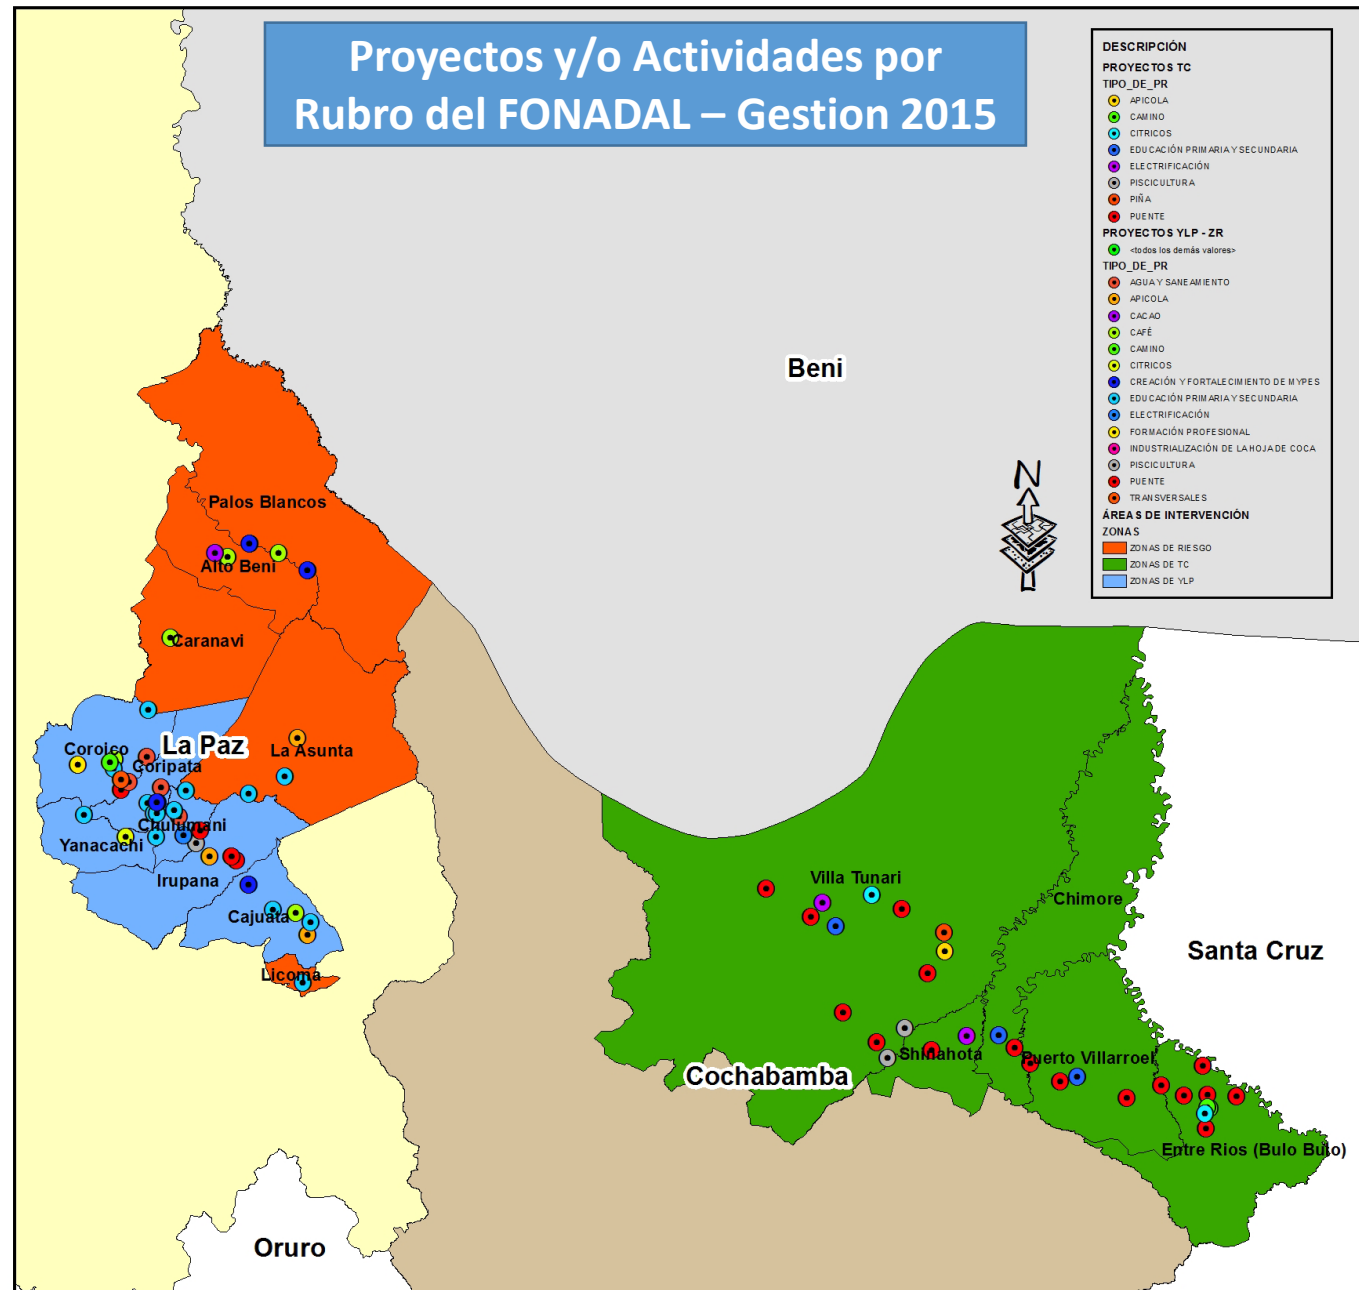 Proyectos y/o Actividades por
Rubro del FONADAL – Gestion 2015
DESCRIPCIÓN
PROYECTOS TC
TIPO_DE_PR
APICOLA
CAMINO
CITRICOS
EDUCACIÓN PRIMARIA Y SECUNDARIA
ELECTRIFICACIÓN
PISCICULTURA
PIÑA
PUENTE
PROYECTOS YLP - ZR
<todos los demás valores>
TIPO_DE_PR
AGUA Y SANEAMIENTO
APICOLA
CACAO
CAFÉ
CAMINO
CITRICOS
CREACIÓN Y FORTALECIMIENTO DE MYPES
EDUCACIÓN PRIMARIA Y SECUNDARIA
ELECTRIFICACIÓN
FORMACIÓN PROFESIONAL
INDUSTRIALIZACIÓN DE LA HOJA DE COCA
PISCICULTURA
PUENTE
TRANSVERSALES
ÁREAS DE INTERVENCIÓN
ZONAS
ZONAS DE RIESGO
ZONAS DE TC
ZONAS DE YLP
Beni
N
Palos Blancos
Alto Beni
Caranavi
La Paz
Coroico
La Asunta
Coripata
Chulumani
Yanacachi
Irupana
Cajuata
Licoma
Villa Tunari
Chimore
Santa Cruz
Shinahota
Puerto Villarroel
Cochabamba
Entre Rios (Bulo Bulo)
Oruro